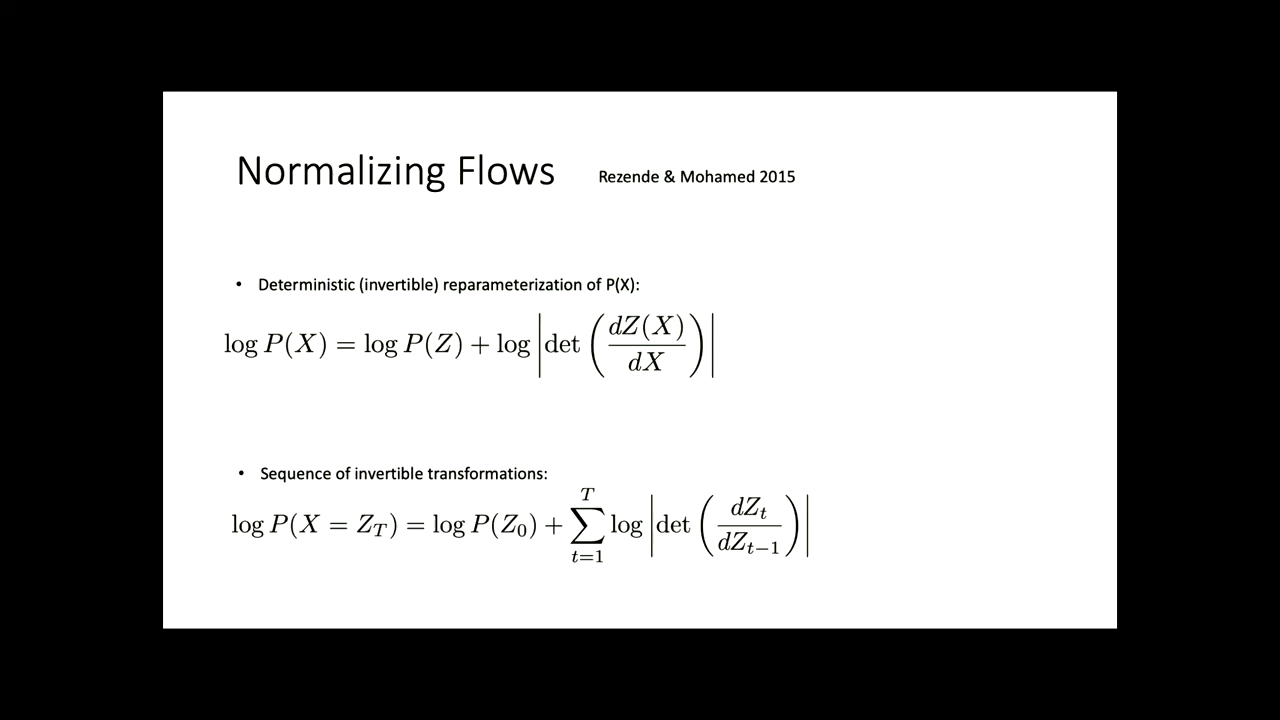 Normalizing Flows
Rezende & Mohamed 2015
• Deterministic (invertible) reparameterization of P(X):
log P(X) = log P(Z) + log |det (dZ(X)/dX)|
• Sequence of invertible transformations:
log P(X = Z_T) = log P(Z_0) + ∑_{t=1}^{T} log |det (dZ_t/dZ_{t−1})|